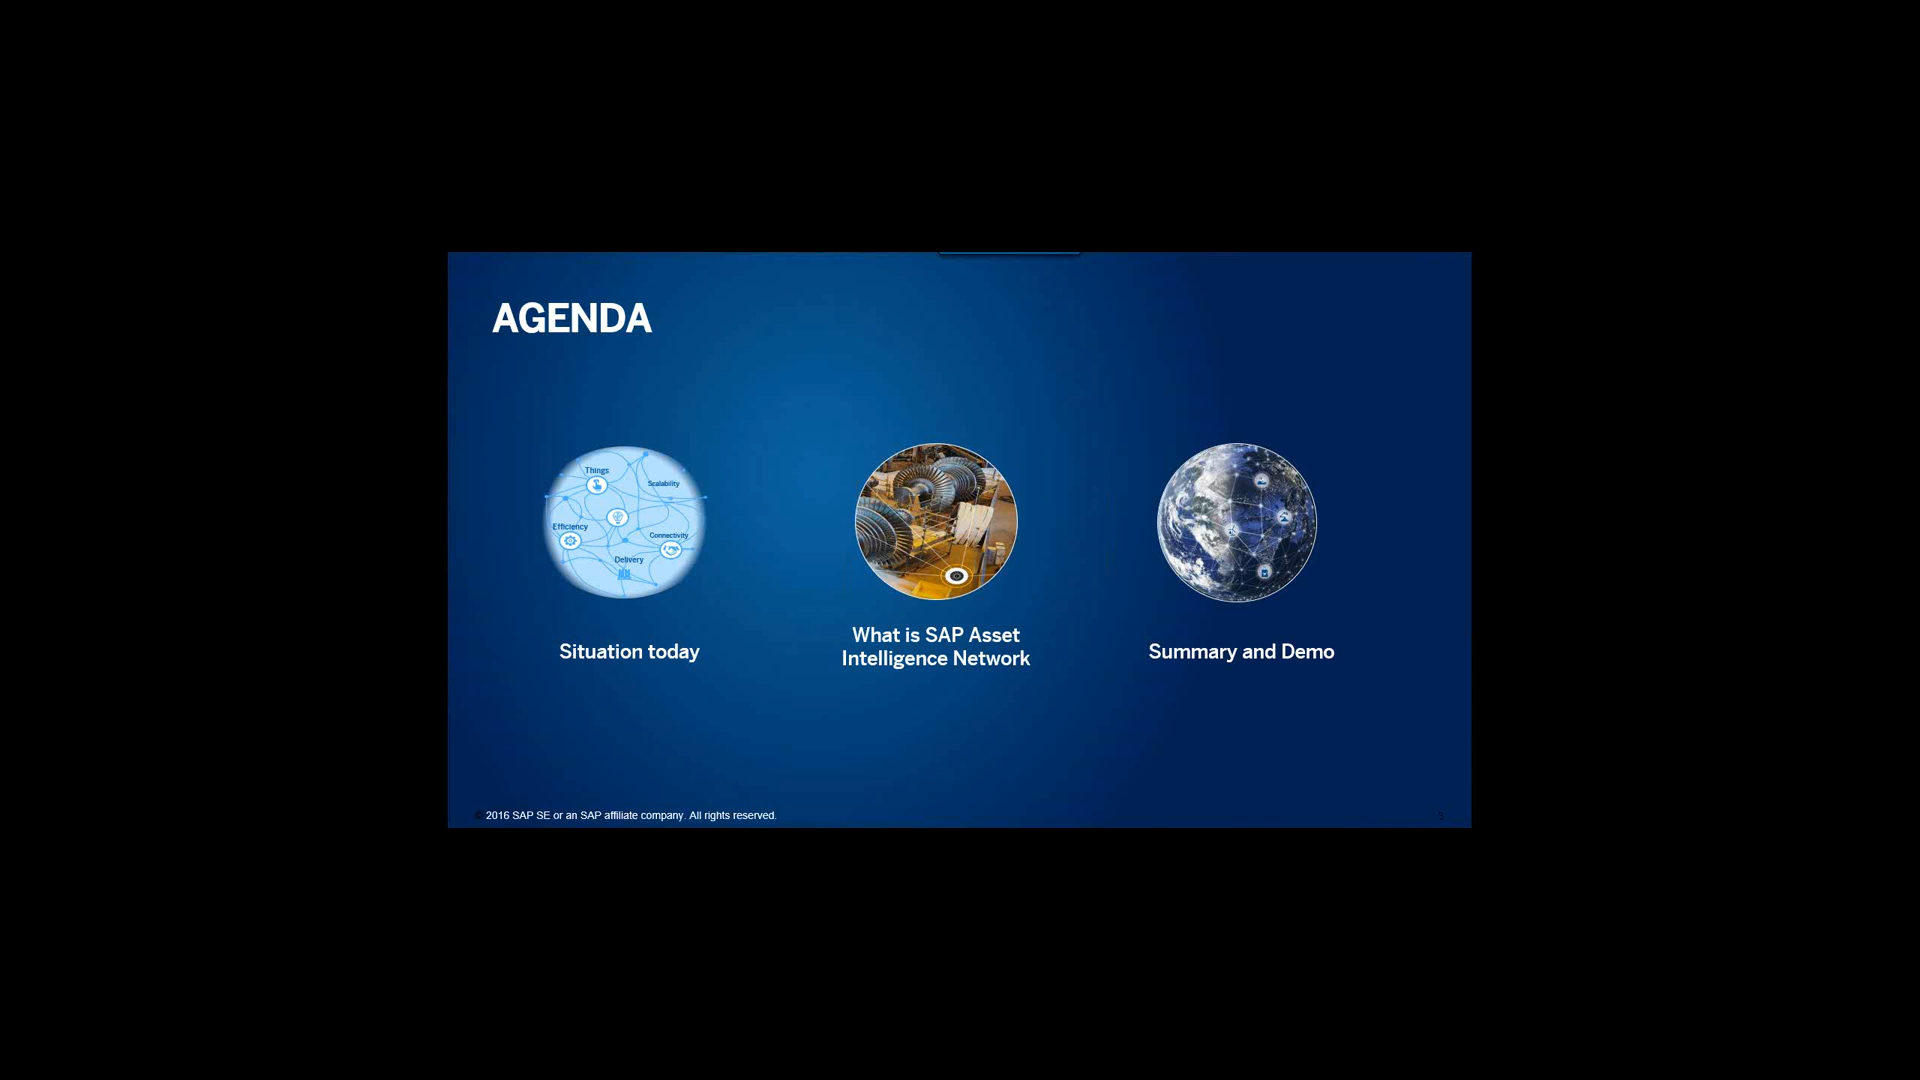 AGENDA
Things
Scalability
Efficiency
Connectivity
Delivery
Situation today
What is SAP Asset
Intelligence Network
Summary and Demo
© 2016 SAP SE or an SAP affiliate company. All rights reserved.
3